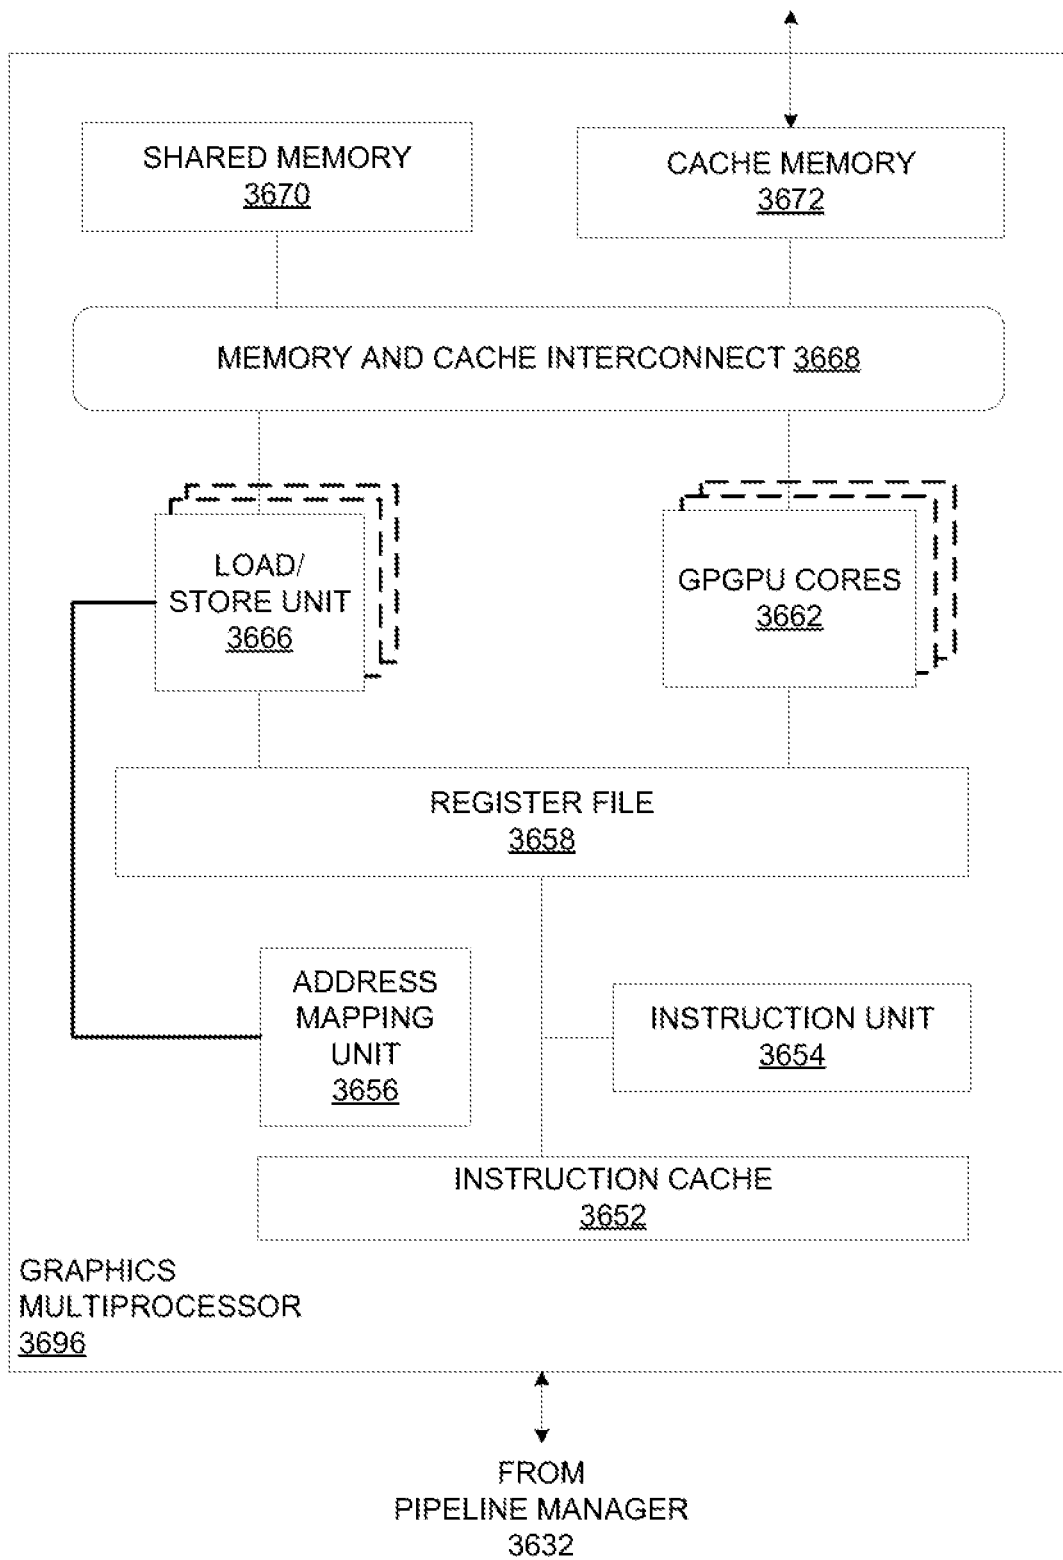 SHARED MEMORY
3670
CACHE MEMORY
3672
MEMORY AND CACHE INTERCONNECT 3668
LOAD/
STORE UNIT
3666
GPGPU CORES
3662
REGISTER FILE
3658
ADDRESS
MAPPING
UNIT
3656
INSTRUCTION UNIT
3654
INSTRUCTION CACHE
3652
GRAPHICS
MULTIPROCESSOR
3696
FROM
PIPELINE MANAGER
3632